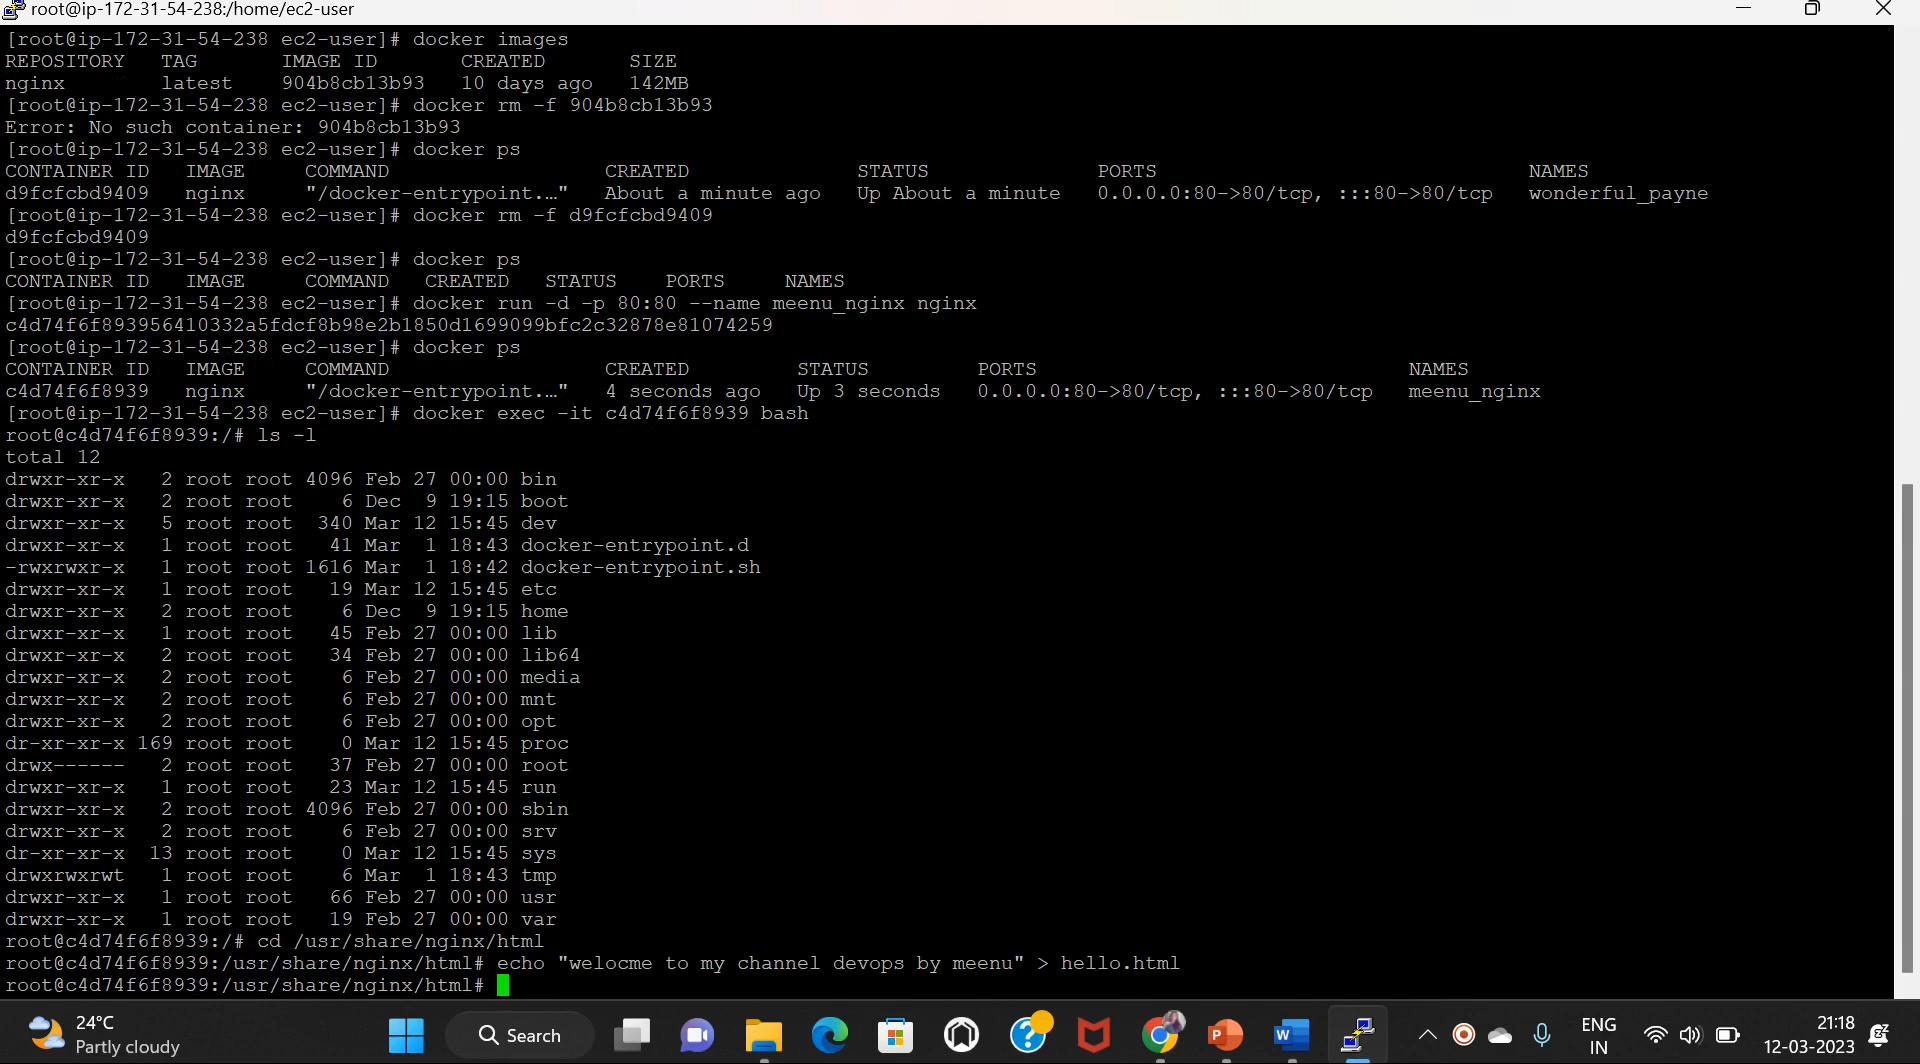 root@ip-172-31-54-238:/home/ec2-user
[root@ip-172-31-54-238 ec2-user]# docker images
REPOSITORY   TAG       IMAGE ID       CREATED       SIZE
nginx        latest    904b8cb13b93   10 days ago   142MB
[root@ip-172-31-54-238 ec2-user]# docker rm -f 904b8cb13b93
Error: No such container: 904b8cb13b93
[root@ip-172-31-54-238 ec2-user]# docker ps
CONTAINER ID   IMAGE     COMMAND                  CREATED              STATUS              PORTS                               NAMES
d9fcfcbd9409   nginx     "/docker-entrypoint.…"   About a minute ago   Up About a minute   0.0.0.0:80->80/tcp, :::80->80/tcp   wonderful_payne
[root@ip-172-31-54-238 ec2-user]# docker rm -f d9fcfcbd9409
d9fcfcbd9409
[root@ip-172-31-54-238 ec2-user]# docker ps
CONTAINER ID   IMAGE     COMMAND   CREATED   STATUS    PORTS     NAMES
[root@ip-172-31-54-238 ec2-user]# docker run -d -p 80:80 --name meenu_nginx nginx
c4d74f6f893956410332a5fdcf8b98e2b1850d1699099bfc2c32878e81074259
[root@ip-172-31-54-238 ec2-user]# docker ps
CONTAINER ID   IMAGE     COMMAND                  CREATED         STATUS         PORTS                               NAMES
c4d74f6f8939   nginx     "/docker-entrypoint.…"   4 seconds ago   Up 3 seconds   0.0.0.0:80->80/tcp, :::80->80/tcp   meenu_nginx
[root@ip-172-31-54-238 ec2-user]# docker exec -it c4d74f6f8939 bash
root@c4d74f6f8939:/# ls -l
total 12
drwxr-xr-x   2 root root 4096 Feb 27 00:00 bin
drwxr-xr-x   2 root root    6 Dec  9 19:15 boot
drwxr-xr-x   5 root root  340 Mar 12 15:45 dev
drwxr-xr-x   1 root root   41 Mar  1 18:43 docker-entrypoint.d
-rwxrwxr-x   1 root root 1616 Mar  1 18:42 docker-entrypoint.sh
drwxr-xr-x   1 root root   19 Mar 12 15:45 etc
drwxr-xr-x   2 root root    6 Dec  9 19:15 home
drwxr-xr-x   1 root root   45 Feb 27 00:00 lib
drwxr-xr-x   2 root root   34 Feb 27 00:00 lib64
drwxr-xr-x   2 root root    6 Feb 27 00:00 media
drwxr-xr-x   2 root root    6 Feb 27 00:00 mnt
drwxr-xr-x   2 root root    6 Feb 27 00:00 opt
dr-xr-xr-x 169 root root    0 Mar 12 15:45 proc
drwx------   2 root root   37 Feb 27 00:00 root
drwxr-xr-x   1 root root   23 Mar 12 15:45 run
drwxr-xr-x   2 root root 4096 Feb 27 00:00 sbin
drwxr-xr-x   2 root root    6 Feb 27 00:00 srv
dr-xr-xr-x  13 root root    0 Mar 12 15:45 sys
drwxrwxrwt   1 root root    6 Mar  1 18:43 tmp
drwxr-xr-x   1 root root   66 Feb 27 00:00 usr
drwxr-xr-x   1 root root   19 Feb 27 00:00 var
root@c4d74f6f8939:/# cd /usr/share/nginx/html
root@c4d74f6f8939:/usr/share/nginx/html# echo "welocme to my channel devops by meenu" > hello.html
root@c4d74f6f8939:/usr/share/nginx/html#
24°C
Partly cloudy
Search
ENG
IN
21:18
12-03-2023